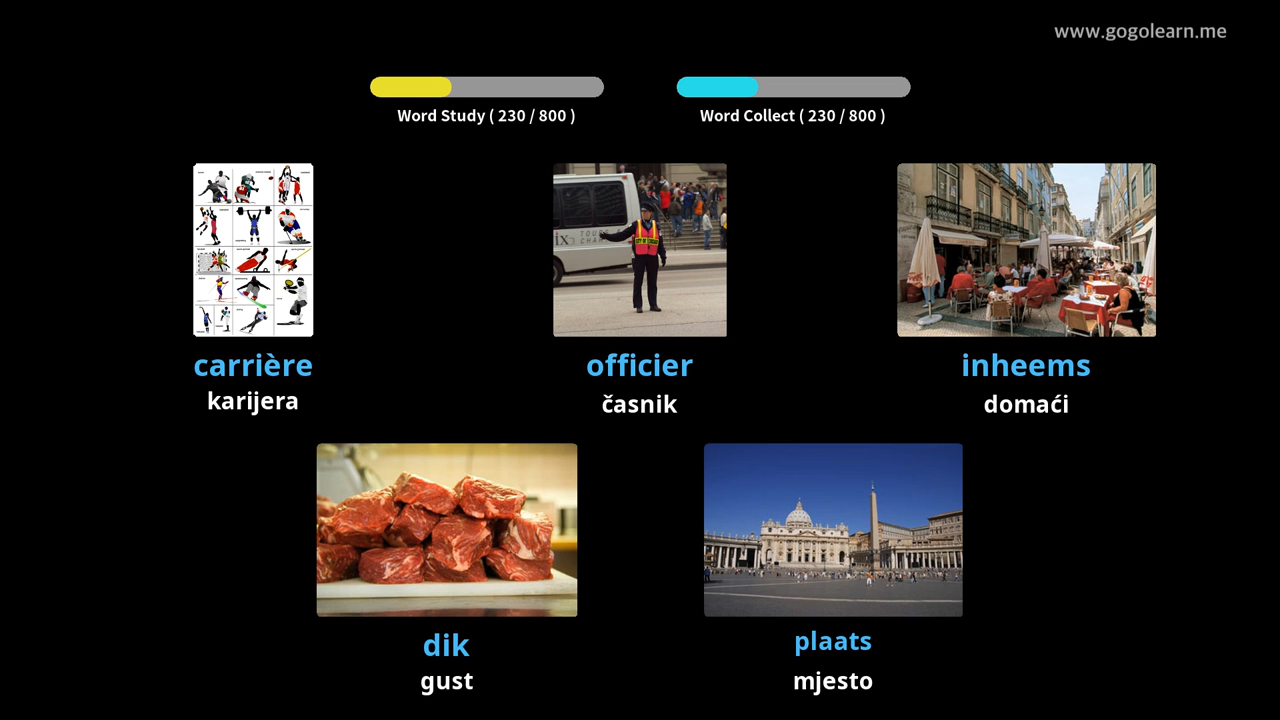 www.gogolearn.me
Word Study ( 230 / 800 )
Word Collect ( 230 / 800 )
carrière
officier
inheems
karijera
časnik
domaći
dik
plaats
gust
mjesto